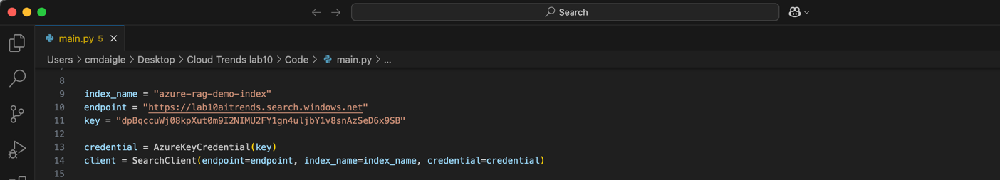 Search
main.py 5
Users > cmdaigle > Desktop > Cloud Trends lab10 > Code > main.py > ...
8
9 index_name = "azure-rag-demo-index"
10 endpoint = "https://lab10aitrends.search.windows.net"
11 key = "dpBqccuWj08kpXut0m9I2NIMU2FY1gn4uljbY1v8snAzSeD6x9SB"
12
13 credential = AzureKeyCredential(key)
14 client = SearchClient(endpoint=endpoint, index_name=index_name, credential=credential)
15